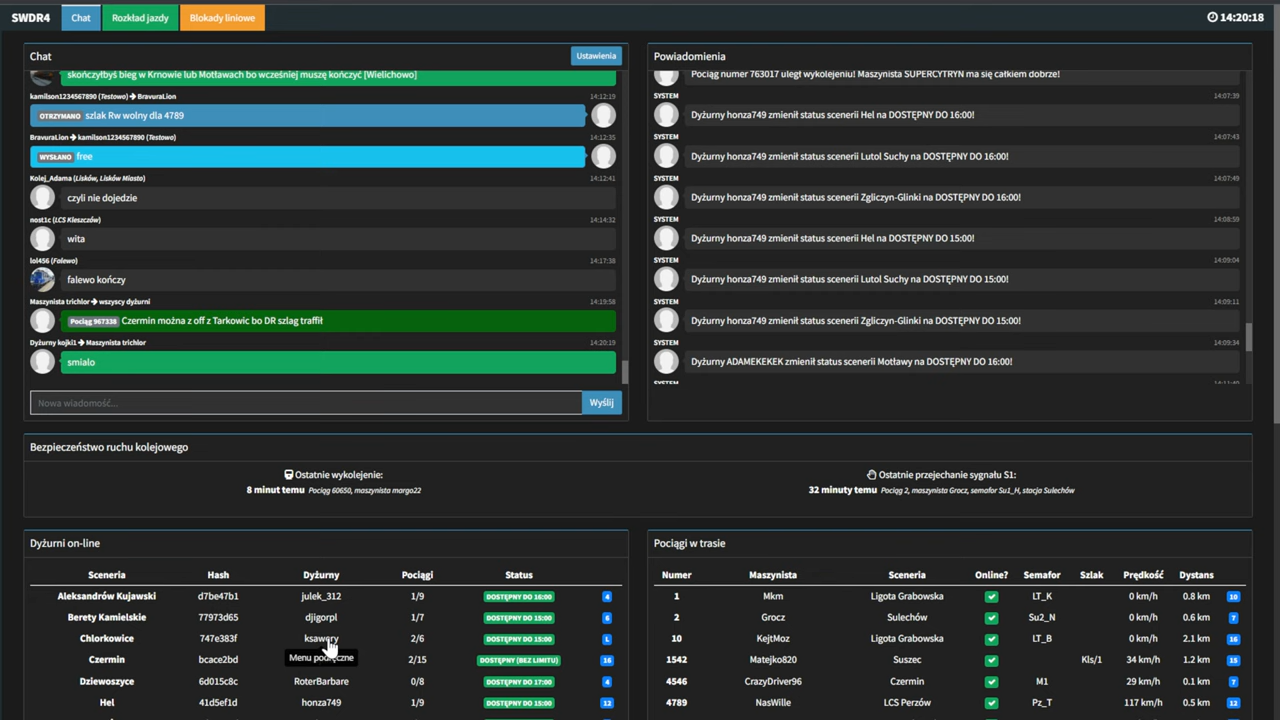 SWDR4
Chat
Rozkład jazdy
Blokady liniowe
14:20:18
Chat
Ustawienia
skończyłbyś bieg w Krnowie lub Motławach bo wcześniej muszę kończyć [Wielichowo]
kamilson1234567890 (Testowo) → BravuraLion 14:12:19
OTRZYMANO szlak Rw wolny dla 4789
BravuraLion → kamilson1234567890 (Testowo) 14:12:35
WYSŁANO free
Kolej_Adama (Lisków, Lisków Miasto) 14:12:41
czyli nie dojedzie
nost1c (LCS Kleszczów) 14:14:32
wita
lol456 (Falewo) 14:17:38
falewo kończy
Maszynista trichlor → wszyscy dyżurni 14:19:58
Pociąg 967338 Czermin można z off z Tarkowic bo DR szlag traffił
Dyżurny kojki1 → Maszynista trichlor 14:20:19
smialo
Nowa wiadomość...
Wyślij
Powiadomienia
Pociąg numer 763017 uległ wykolejeniu! Maszynista SUPERCYTRYN ma się całkiem dobrze!
SYSTEM 14:07:39
Dyżurny honza749 zmienił status scenerii Hel na DOSTĘPNY DO 16:00!
SYSTEM 14:07:43
Dyżurny honza749 zmienił status scenerii Lutol Suchy na DOSTĘPNY DO 16:00!
SYSTEM 14:07:49
Dyżurny honza749 zmienił status scenerii Zgliczyn-Glinki na DOSTĘPNY DO 16:00!
SYSTEM 14:08:59
Dyżurny honza749 zmienił status scenerii Hel na DOSTĘPNY DO 15:00!
SYSTEM 14:09:04
Dyżurny honza749 zmienił status scenerii Lutol Suchy na DOSTĘPNY DO 15:00!
SYSTEM 14:09:11
Dyżurny honza749 zmienił status scenerii Zgliczyn-Glinki na DOSTĘPNY DO 15:00!
SYSTEM 14:09:34
Dyżurny ADAMEKEKEK zmienił status scenerii Motławy na DOSTĘPNY DO 16:00!
SYSTEM
Bezpieczeństwo ruchu kolejowego
Ostatnie wykolejenie:
8 minut temu Pociąg 60650, maszynista margo22
Ostatnie przejechanie sygnału S1:
32 minuty temu Pociąg 2, maszynista Grocz, semafor Su1_H, stacja Sulechów
Dyżurni on-line
Sceneria Hash Dyżurny Pociągi Status
Aleksandrów Kujawski d7be47b1 julek_312 1/9 DOSTĘPNY DO 16:00 4
Berety Kamielskie 77973d65 djigorpl 1/7 DOSTĘPNY DO 15:00 6
Chlorkowice 747e383f ksawery 2/6 DOSTĘPNY DO 15:00 L
Czermin bcace2bd 2/15 DOSTĘPNY (BEZ LIMITU) 16
Menu podręczne
Dziewoszyce 6d015c8c RoterBarbare 0/8 DOSTĘPNY DO 17:00 4
Hel 41d5ef1d honza749 1/9 DOSTĘPNY DO 15:00 12
Pociągi w trasie
Numer Maszynista Sceneria Online? Semafor Szlak Prędkość Dystans
1 Mkm Ligota Grabowska LT_K 0 km/h 0.8 km 10
2 Grocz Sulechów Su2_N 0 km/h 0.6 km 7
10 KejtMoz Ligota Grabowska LT_B 0 km/h 2.1 km 16
1542 Matejko820 Suszec Kls/1 34 km/h 1.2 km 15
4546 CrazyDriver96 Czermin M1 29 km/h 0.1 km 7
4789 NasWille LCS Perzów Pz_T 117 km/h 0.5 km 12